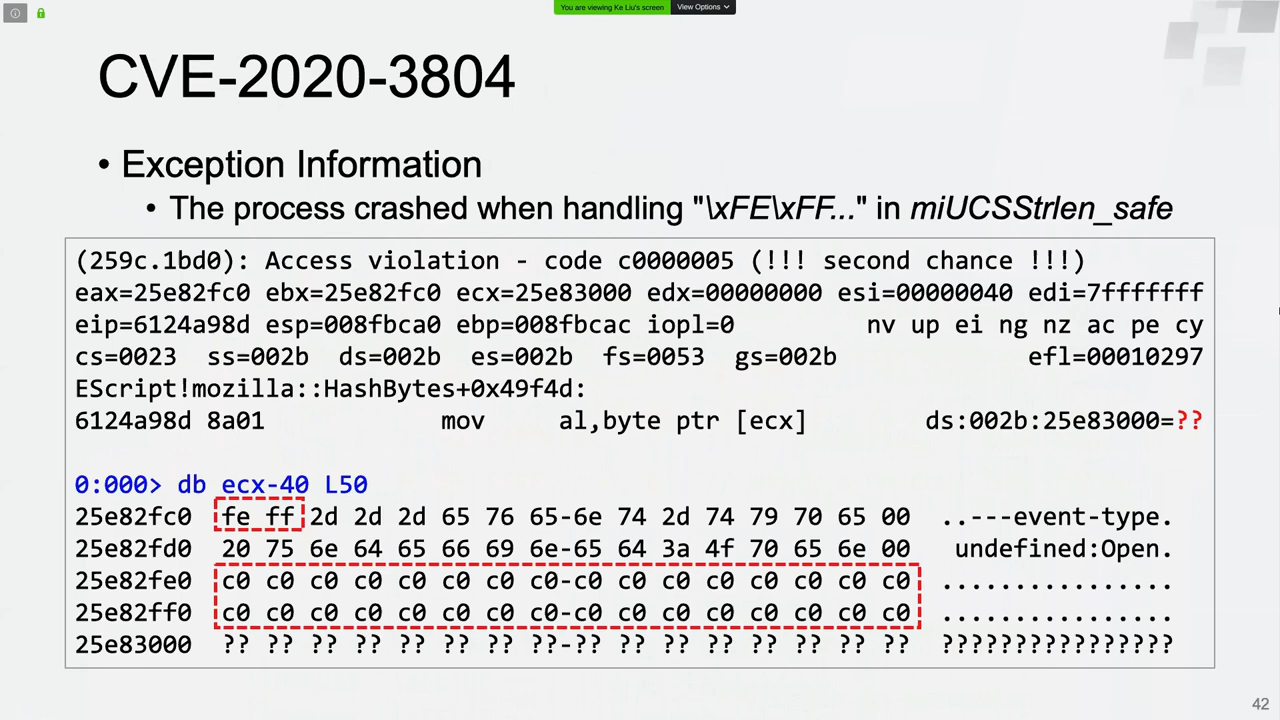 You are viewing Ke Liu's screen View Options
CVE-2020-3804
• Exception Information
• The process crashed when handling "\xFE\xFF..." in miUCSStrlen_safe
(259c.1bd0): Access violation - code c0000005 (!!! second chance !!!)
eax=25e82fc0 ebx=25e82fc0 ecx=25e83000 edx=00000000 esi=00000040 edi=7fffffff
eip=6124a98d esp=008fbca0 ebp=008fbcac iopl=0 nv up ei ng nz ac pe cy
cs=0023 ss=002b ds=002b es=002b fs=0053 gs=002b efl=00010297
EScript!mozilla::HashBytes+0x49f4d:
6124a98d 8a01 mov al,byte ptr [ecx] ds:002b:25e83000=??
0:000> db ecx-40 L50
25e82fc0 fe ff 2d 2d 2d 65 76 65-6e 74 2d 74 79 70 65 00 ..---event-type.
25e82fd0 20 75 6e 64 65 66 69 6e-65 64 3a 4f 70 65 6e 00 undefined:Open.
25e82fe0 c0 c0 c0 c0 c0 c0 c0 c0-c0 c0 c0 c0 c0 c0 c0 c0 ................
25e82ff0 c0 c0 c0 c0 c0 c0 c0 c0-c0 c0 c0 c0 c0 c0 c0 c0 ................
25e83000 ?? ?? ?? ?? ?? ?? ?? ??-?? ?? ?? ?? ?? ?? ?? ?? ????????????????
42